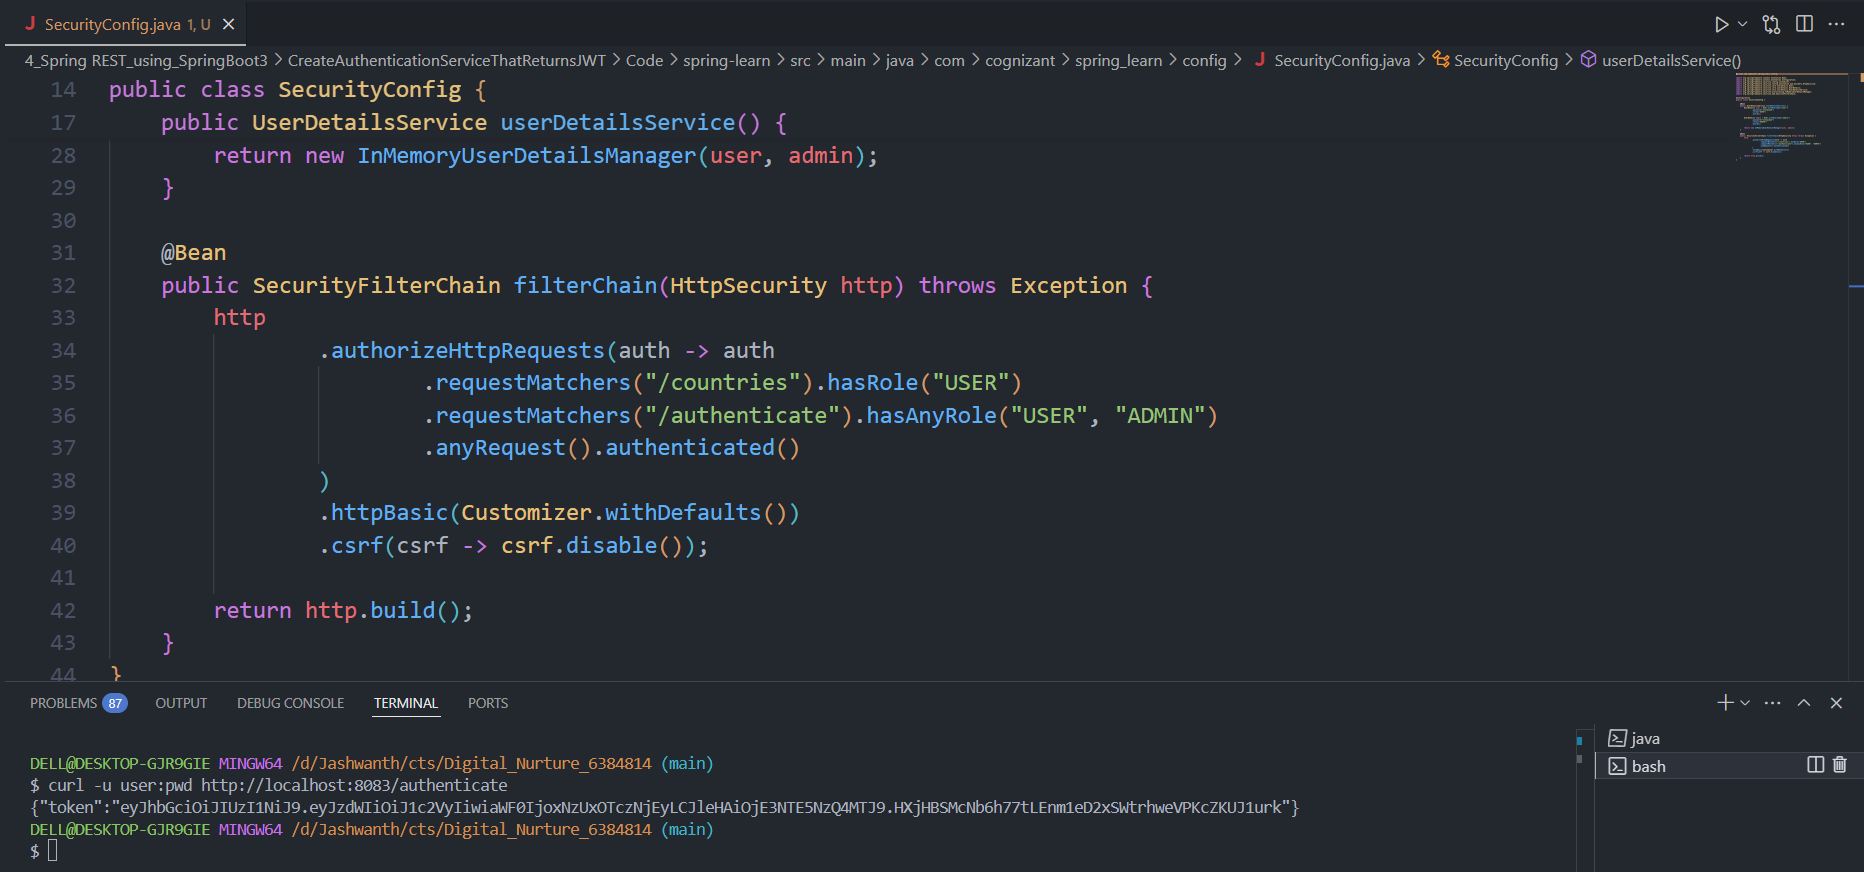 J SecurityConfig.java 1, U
4_Spring REST_using_SpringBoot3 > CreateAuthenticationServiceThatReturnsJWT > Code > spring-learn > src > main > java > com > cognizant > spring_learn > config > J SecurityConfig.java > SecurityConfig > userDetailsService()
14 public class SecurityConfig {
17 public UserDetailsService userDetailsService() {
28 return new InMemoryUserDetailsManager(user, admin);
29 }
30
31 @Bean
32 public SecurityFilterChain filterChain(HttpSecurity http) throws Exception {
33 http
34 .authorizeHttpRequests(auth -> auth
35 .requestMatchers("/countries").hasRole("USER")
36 .requestMatchers("/authenticate").hasAnyRole("USER", "ADMIN")
37 .anyRequest().authenticated()
38 )
39 .httpBasic(Customizer.withDefaults())
40 .csrf(csrf -> csrf.disable());
41
42 return http.build();
43 }
44 }
PROBLEMS 87 OUTPUT DEBUG CONSOLE TERMINAL PORTS
java
bash
DELL@DESKTOP-GJR9GIE MINGW64 /d/Jashwanth/cts/Digital_Nurture_6384814 (main)
$ curl -u user:pwd http://localhost:8083/authenticate
{"token":"eyJhbGciOiJIUzI1NiJ9.eyJzdWIiOiJ1c2VyIiwiaWF0IjoxNzUxOTczNjEyLCJleHAiOjE3NTE5NzQ4MTJ9.HXjHBSMcNb6h77tLEnm1eD2xSWtrhweVPKcZKUJ1urk"}
DELL@DESKTOP-GJR9GIE MINGW64 /d/Jashwanth/cts/Digital_Nurture_6384814 (main)
$